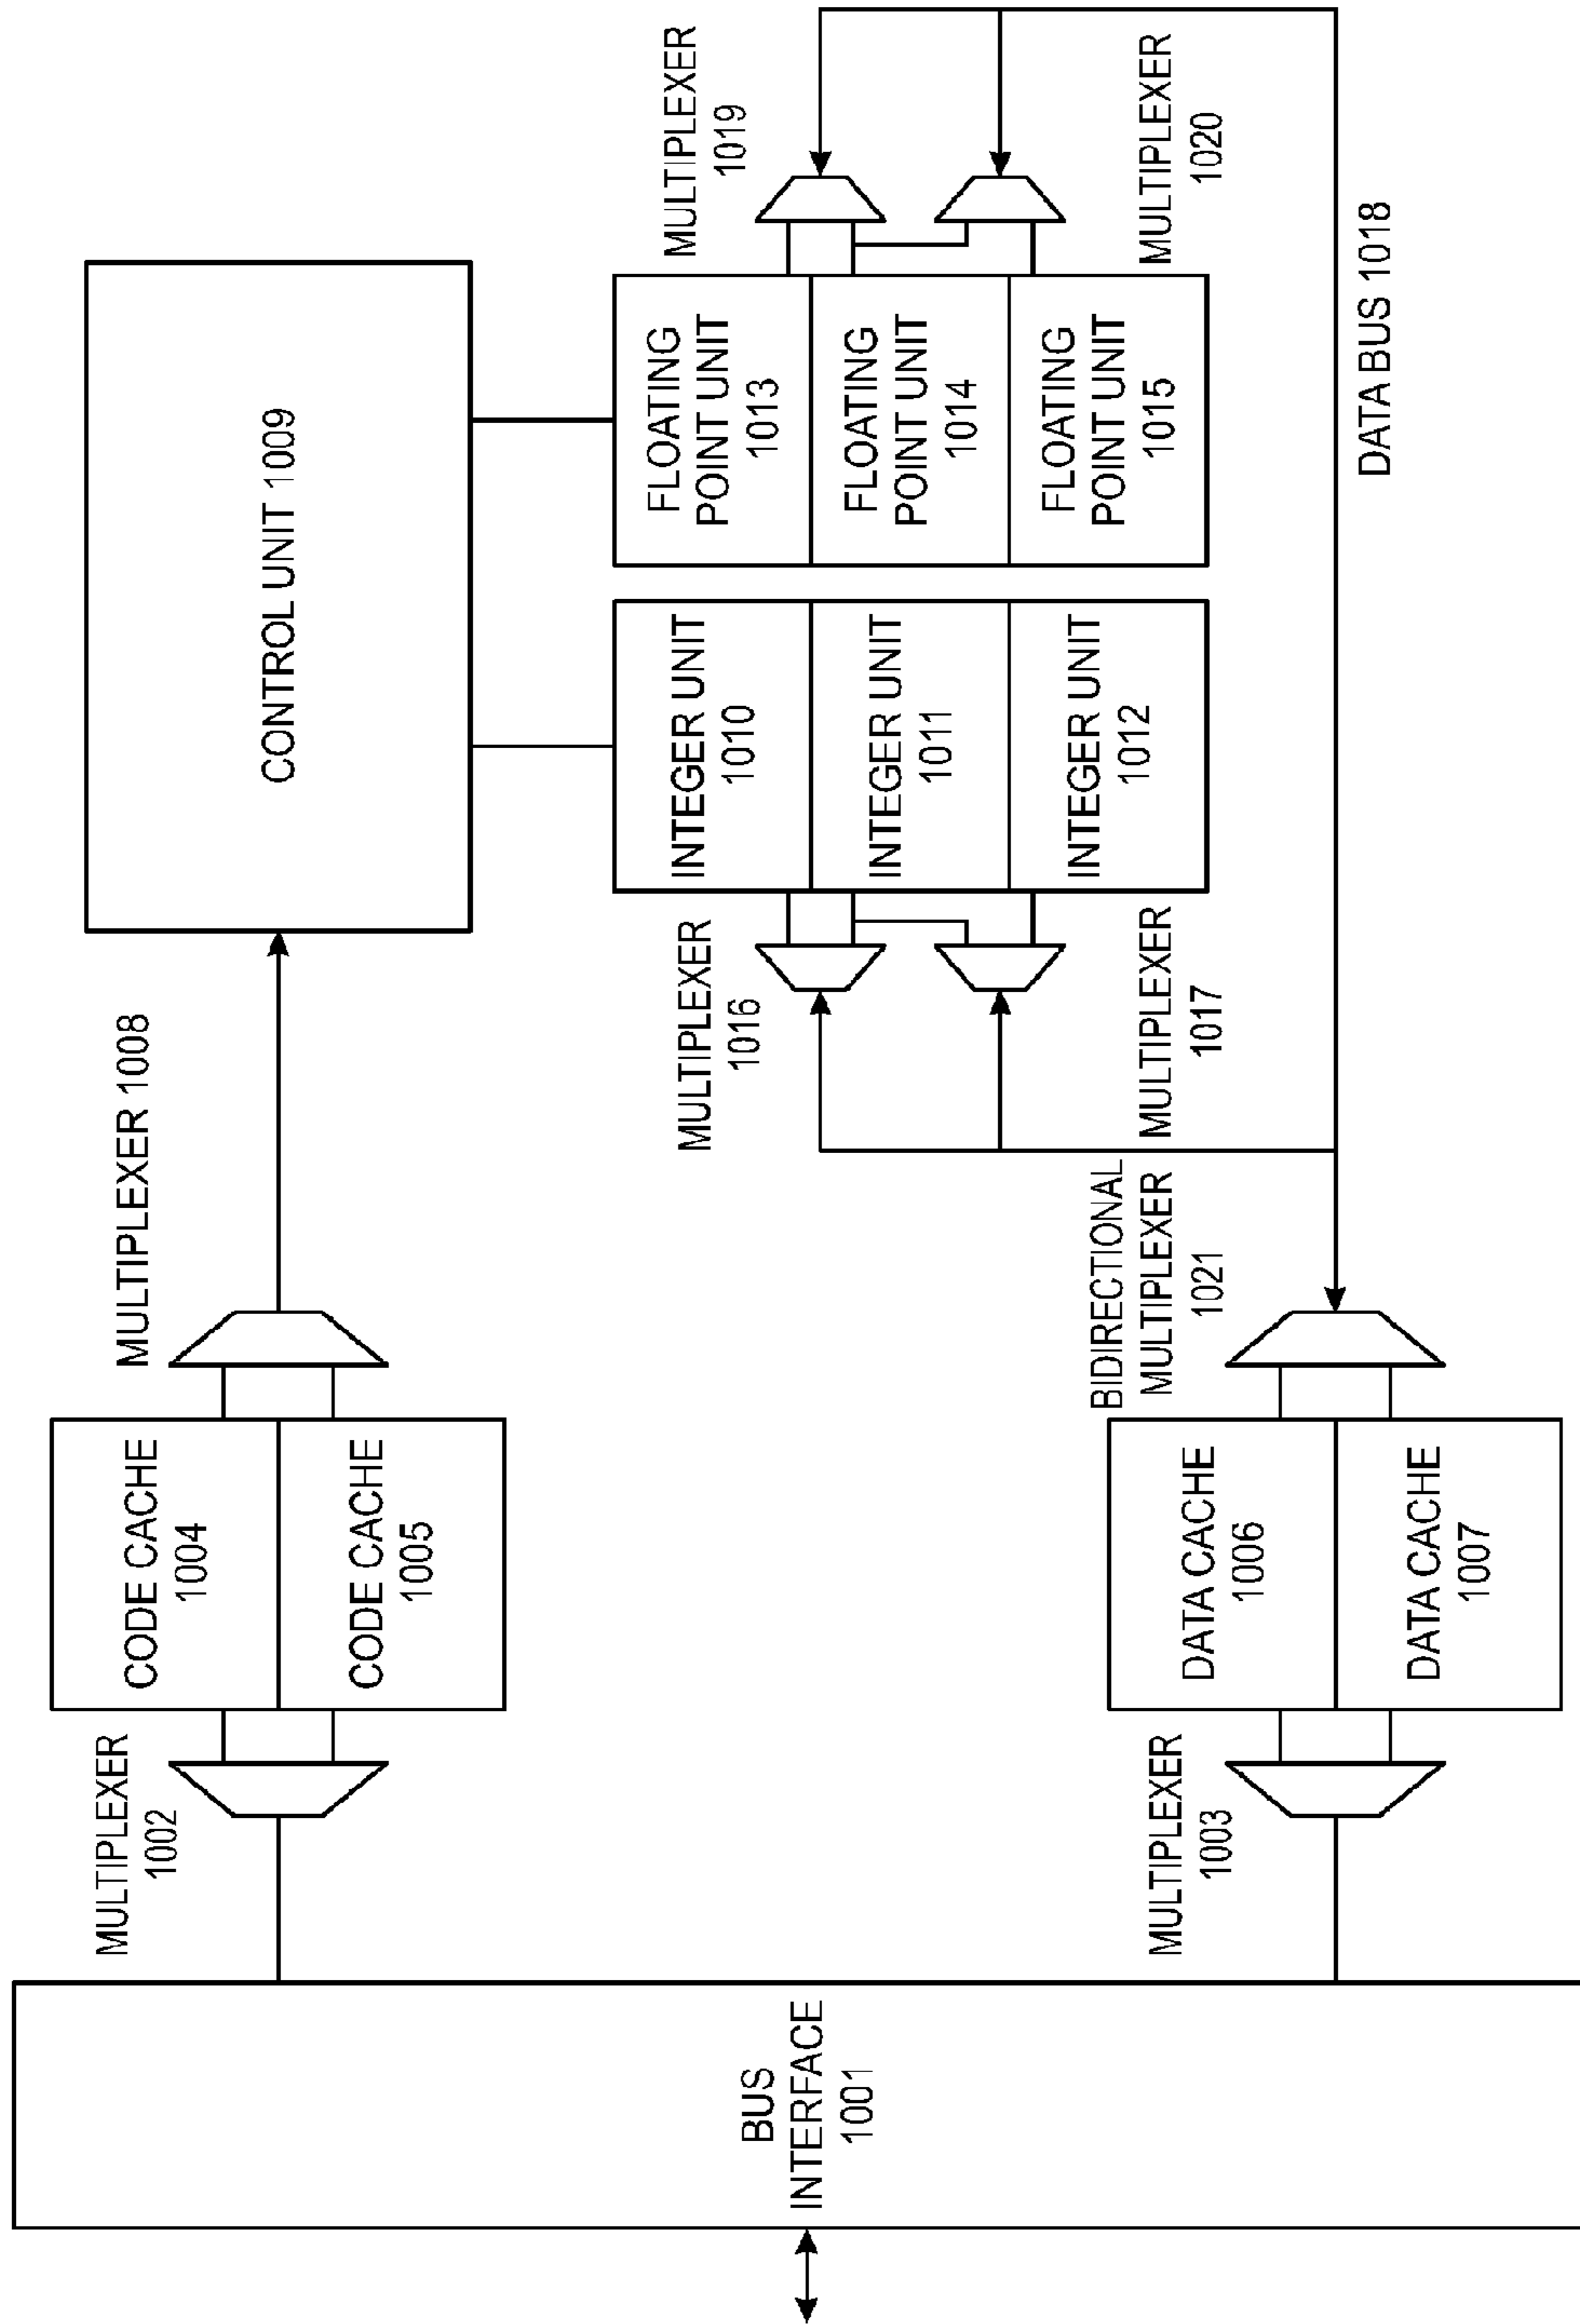 BUS
INTERFACE
1001
MULTIPLEXER
1002
CODE CACHE
1004
CODE CACHE
1005
MULTIPLEXER 1008
CONTROL UNIT 1009
MULTIPLEXER
1003
DATA CACHE
1006
DATA CACHE
1007
BIDIRECTIONAL
MULTIPLEXER
1021
MULTIPLEXER
1016
MULTIPLEXER
1017
INTEGER UNIT
1010
INTEGER UNIT
1011
INTEGER UNIT
1012
FLOATING
POINT UNIT
1013
FLOATING
POINT UNIT
1014
FLOATING
POINT UNIT
1015
MULTIPLEXER
1019
MULTIPLEXER
1020
DATA BUS 1018